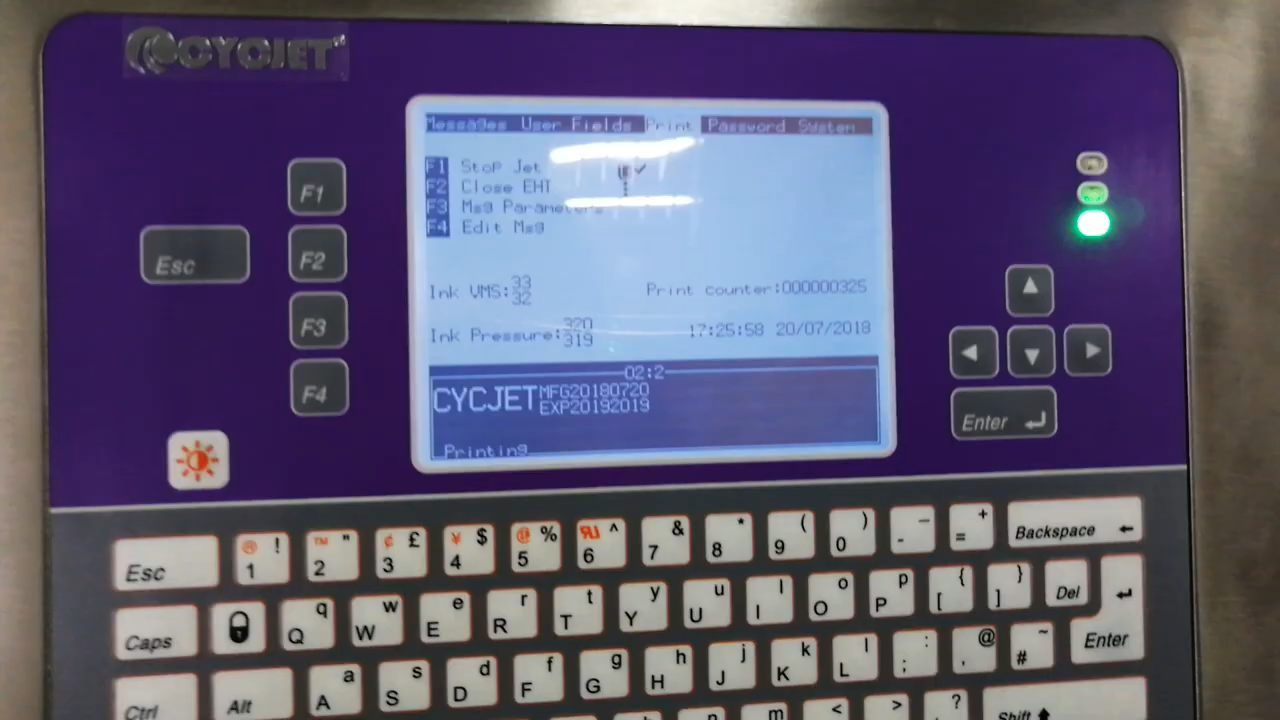 CYCJET
Messages User Fields Print Password System
F1 Stop Jet
F2 Close EHT
F3 Msg Parameters
F4 Edit Msg
Ink VMS:33
32
Print counter:000000325
Ink Pressure:320
319
17:25:58 20/07/2018
02:2
CYCJET MFG20180720
EXP20192019
Printing
Esc
F1
F2
F3
F4
Enter
Esc ! 1 ™ " 2 ¢ £ 3 ¥ $ 4 @ % 5 ^ 6 & 7 * 8 ( 9 ) 0 _ - + = Backspace
Caps q Q w W e E r R t T y Y u U I o O p P { [ } ] Del Enter
Ctrl Alt a A s S d D f F g G h H j J k K l L : ; @ ~ #
n m < > ? Shift